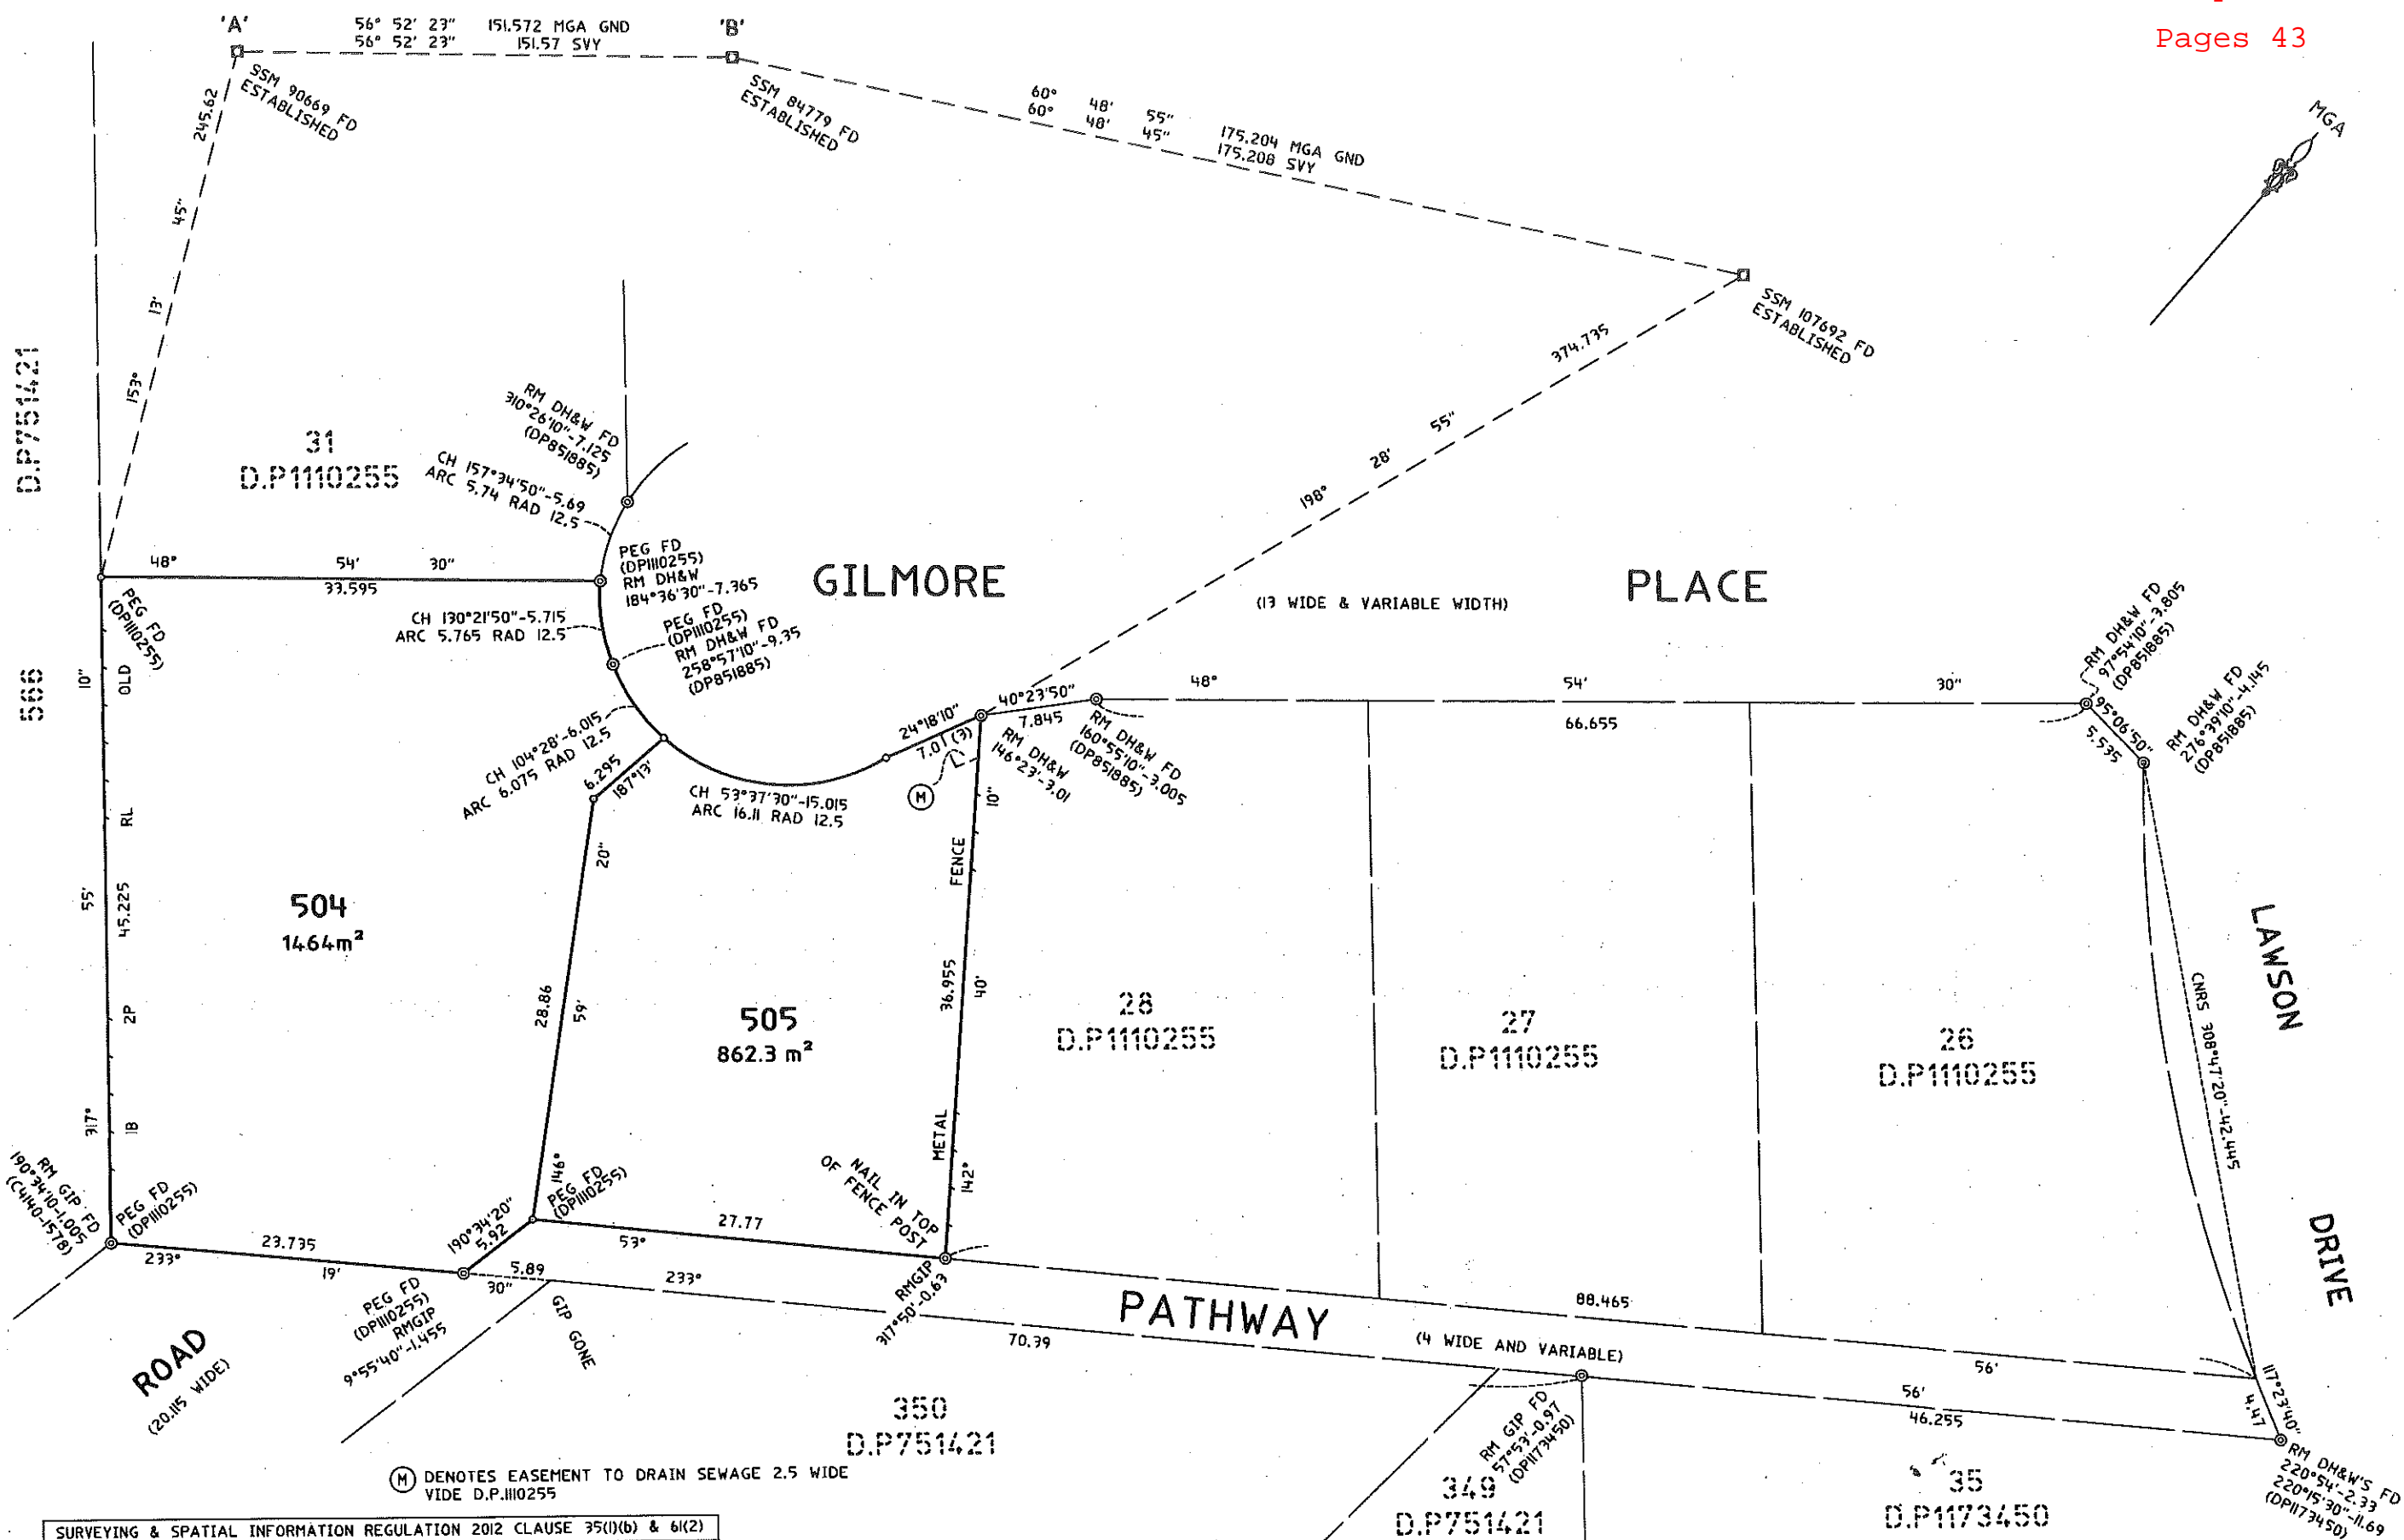 Pages 43
'A'
56° 52' 23" 151.572 MGA GND
56° 52' 23" 151.57 SVY
'B'
SSM 90669 FD
ESTABLISHED
SSM 84779 FD
ESTABLISHED
60° 48' 55" 175.204 MGA GND
60° 48' 45" 175.208 SVY
MGA
SSM 107692 FD
ESTABLISHED
153° 13' 45" 245.62
198° 28' 55" 374.735
D.P751421
566
31
D.P1110255
RM DH&W FD
310°26'10"-7.125
(DP851885)
CH 157°34'50"-5.69
ARC 5.74 RAD 12.5
48° 54' 30"
33.595
PEG FD
(DP1110255)
PEG FD
(DP1110255)
RM DH&W
184°36'30"-7.365
CH 130°21'50"-5.715
ARC 5.765 RAD 12.5
PEG FD
(DP1110255)
RM DH&W FD
258°57'10"-9.35
(DP851885)
GILMORE PLACE
(13 WIDE & VARIABLE WIDTH)
CH 104°28'-6.015
ARC 6.075 RAD 12.5
6.295
187°13'
CH 53°37'30"-15.015
ARC 16.11 RAD 12.5
24°18'10"
7.01 (3)
M
40°23'50"
7.845
RM DH&W
146°23'-3.01
RM DH&W FD
160°55'10"-3.005
(DP851885)
48° 54' 30"
66.655
RM DH&W FD
97°54'10"-3.805
(DP851885)
95°06'50"
5.535
RM DH&W FD
276°39'10"-4.145
(DP851885)
317° 55' 10"
18 2P 45.225 RL OLD
504
1464m²
146° 59' 20"
28.86
505
862.3 m²
METAL FENCE
36.955
142° 40' 10"
28
D.P1110255
27
D.P1110255
26
D.P1110255
LAWSON DRIVE
CNRS 308°47'20"-42.445
RM GIP FD
190°34'10-1.005
(C4140-1578)
PEG FD
(DP1110255)
233° 19' 30"
23.735
190°34'20"
5.92
PEG FD
(DP1110255)
PEG FD
(DP1110255)
RMGIP
9°55'40"-1.455
5.89
GIP GONE
27.77
53°
NAIL IN TOP
OF FENCE POST
RMGIP
317°50'-0.63
233° 56'
88.465
PATHWAY
(4 WIDE AND VARIABLE)
70.39
56'
46.255
117°23'40"
4.47
RM DH&W'S FD
220°54'-2.33
220°15'30"-11.69
(DP1173450)
RM GIP FD
57°53'-0.97
(DP1173450)
ROAD
(20.115 WIDE)
350
D.P751421
349
D.P751421
35
D.P1173450
M DENOTES EASEMENT TO DRAIN SEWAGE 2.5 WIDE
VIDE D.P.1110255
SURVEYING & SPATIAL INFORMATION REGULATION 2012 CLAUSE 35(1)(b) & 61(2)